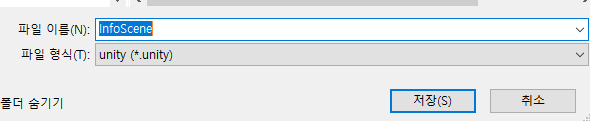 파일 이름(N): InfoScene
파일 형식(T): unity (*.unity)
폴더 숨기기 저장(S) 취소